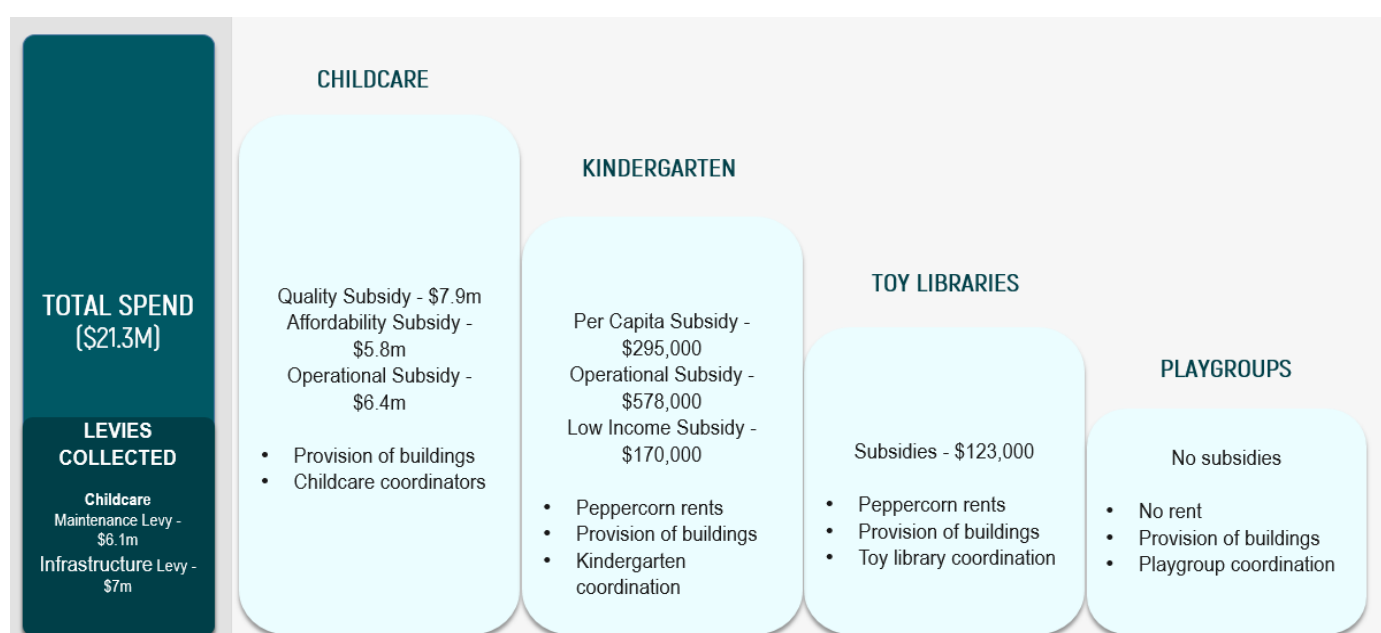 TOTAL SPEND
($21.3M)
LEVIES
COLLECTED
Childcare
Maintenance Levy -
$6.1m
Infrastructure Levy -
$7m
CHILDCARE
Quality Subsidy - $7.9m
Affordability Subsidy -
$5.8m
Operational Subsidy -
$6.4m
• Provision of buildings
• Childcare coordinators
KINDERGARTEN
Per Capita Subsidy -
$295,000
Operational Subsidy -
$578,000
Low Income Subsidy -
$170,000
• Peppercorn rents
• Provision of buildings
• Kindergarten
coordination
TOY LIBRARIES
Subsidies - $123,000
• Peppercorn rents
• Provision of buildings
• Toy library coordination
PLAYGROUPS
No subsidies
• No rent
• Provision of buildings
• Playgroup coordination